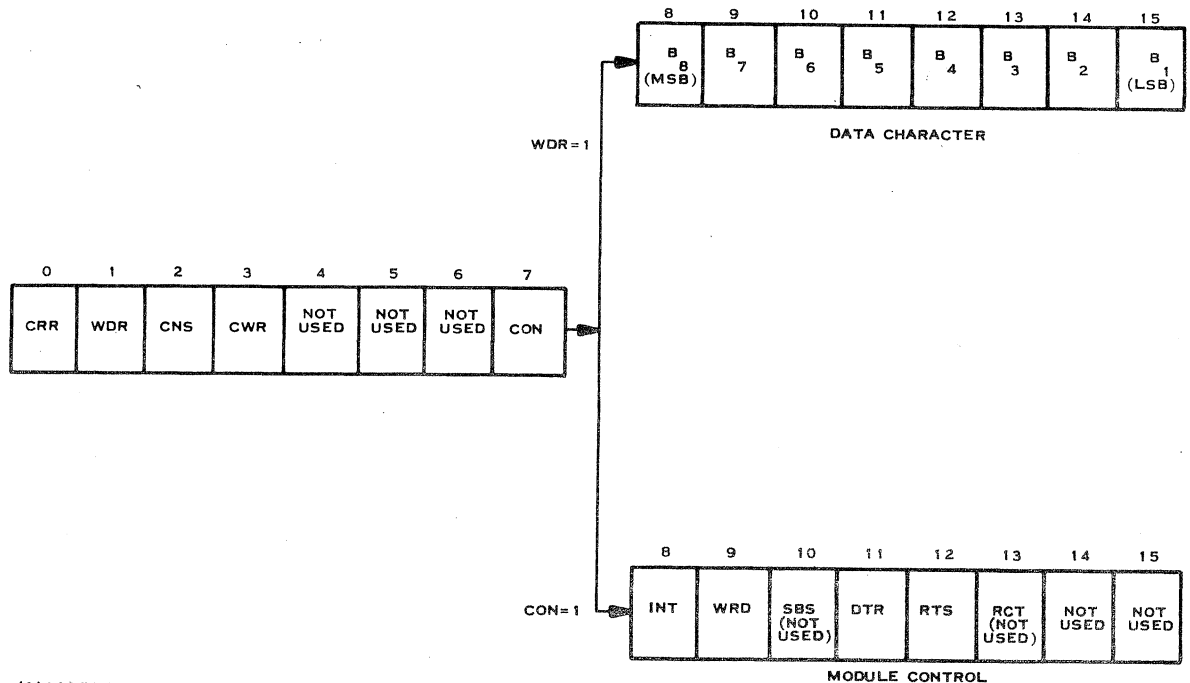 8 9 10 11 12 13 14 15
B8 (MSB) B7 B6 B5 B4 B3 B2 B1 (LSB)
DATA CHARACTER
WDR=1
0 1 2 3 4 5 6 7
CRR WDR CNS CWR NOT USED NOT USED NOT USED CON
8 9 10 11 12 13 14 15
CON=1
INT WRD SBS (NOT USED) DTR RTS RCT (NOT USED) NOT USED NOT USED
MODULE CONTROL